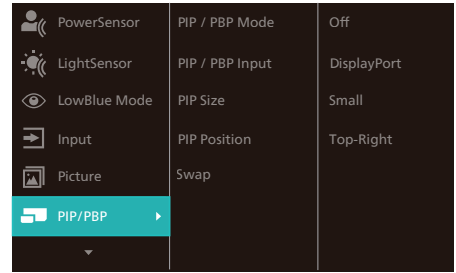 PowerSensor
PIP / PBP Mode
Off
LightSensor
PIP / PBP Input
DisplayPort
LowBlue Mode
PIP Size
Small
Input
PIP Position
Top-Right
Picture
Swap
PIP/PBP